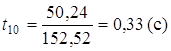 t₁₀ = 50,24 / 152,52 = 0,33 (с)